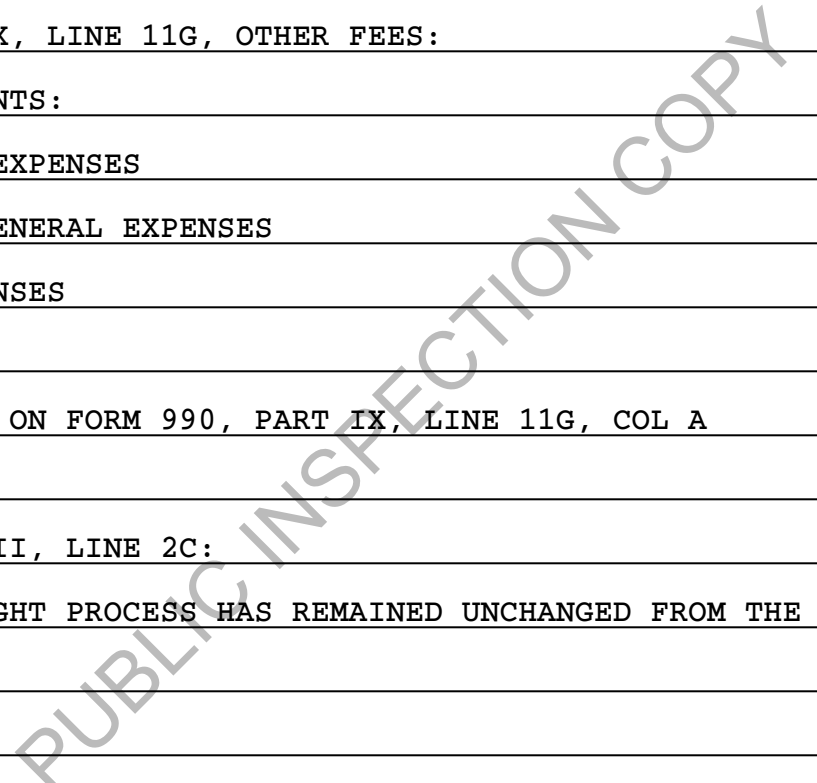 X, LINE 11G, OTHER FEES:
NTS:
EXPENSES
ENERAL EXPENSES
NSES
ON FORM 990, PART IX, LINE 11G, COL A
II, LINE 2C:
GHT PROCESS HAS REMAINED UNCHANGED FROM THE
PUBLIC INSPECTION COPY